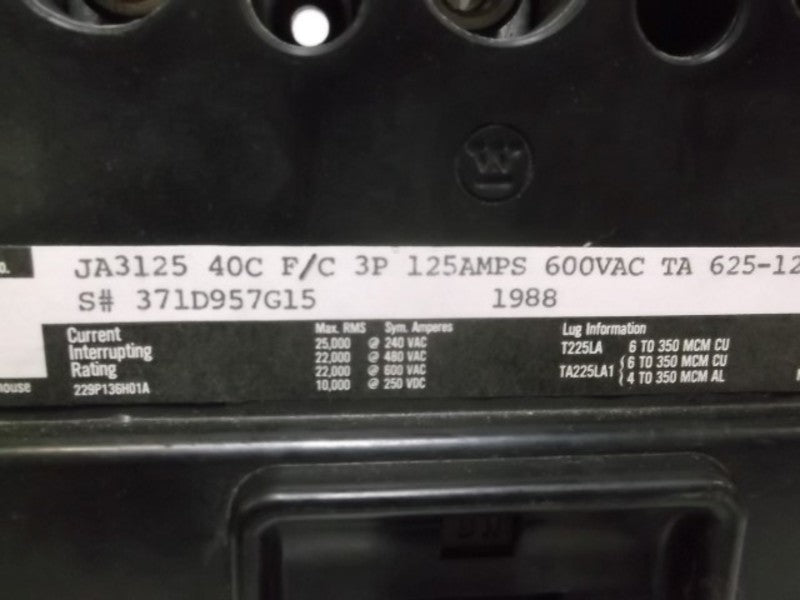 W
o.
JA3125 40C F/C 3P 125AMPS 600VAC TA 625-12
S# 371D957G15 1988
Current
Interrupting
Rating
229P136H01A
Max. RMS Sym. Amperes
25,000 @ 240 VAC
22,000 @ 480 VAC
22,000 @ 600 VAC
10,000 @ 250 VDC
Lug Information
T225LA 6 TO 350 MCM CU
TA225LA1 { 6 TO 350 MCM CU
{ 4 TO 350 MCM AL
house